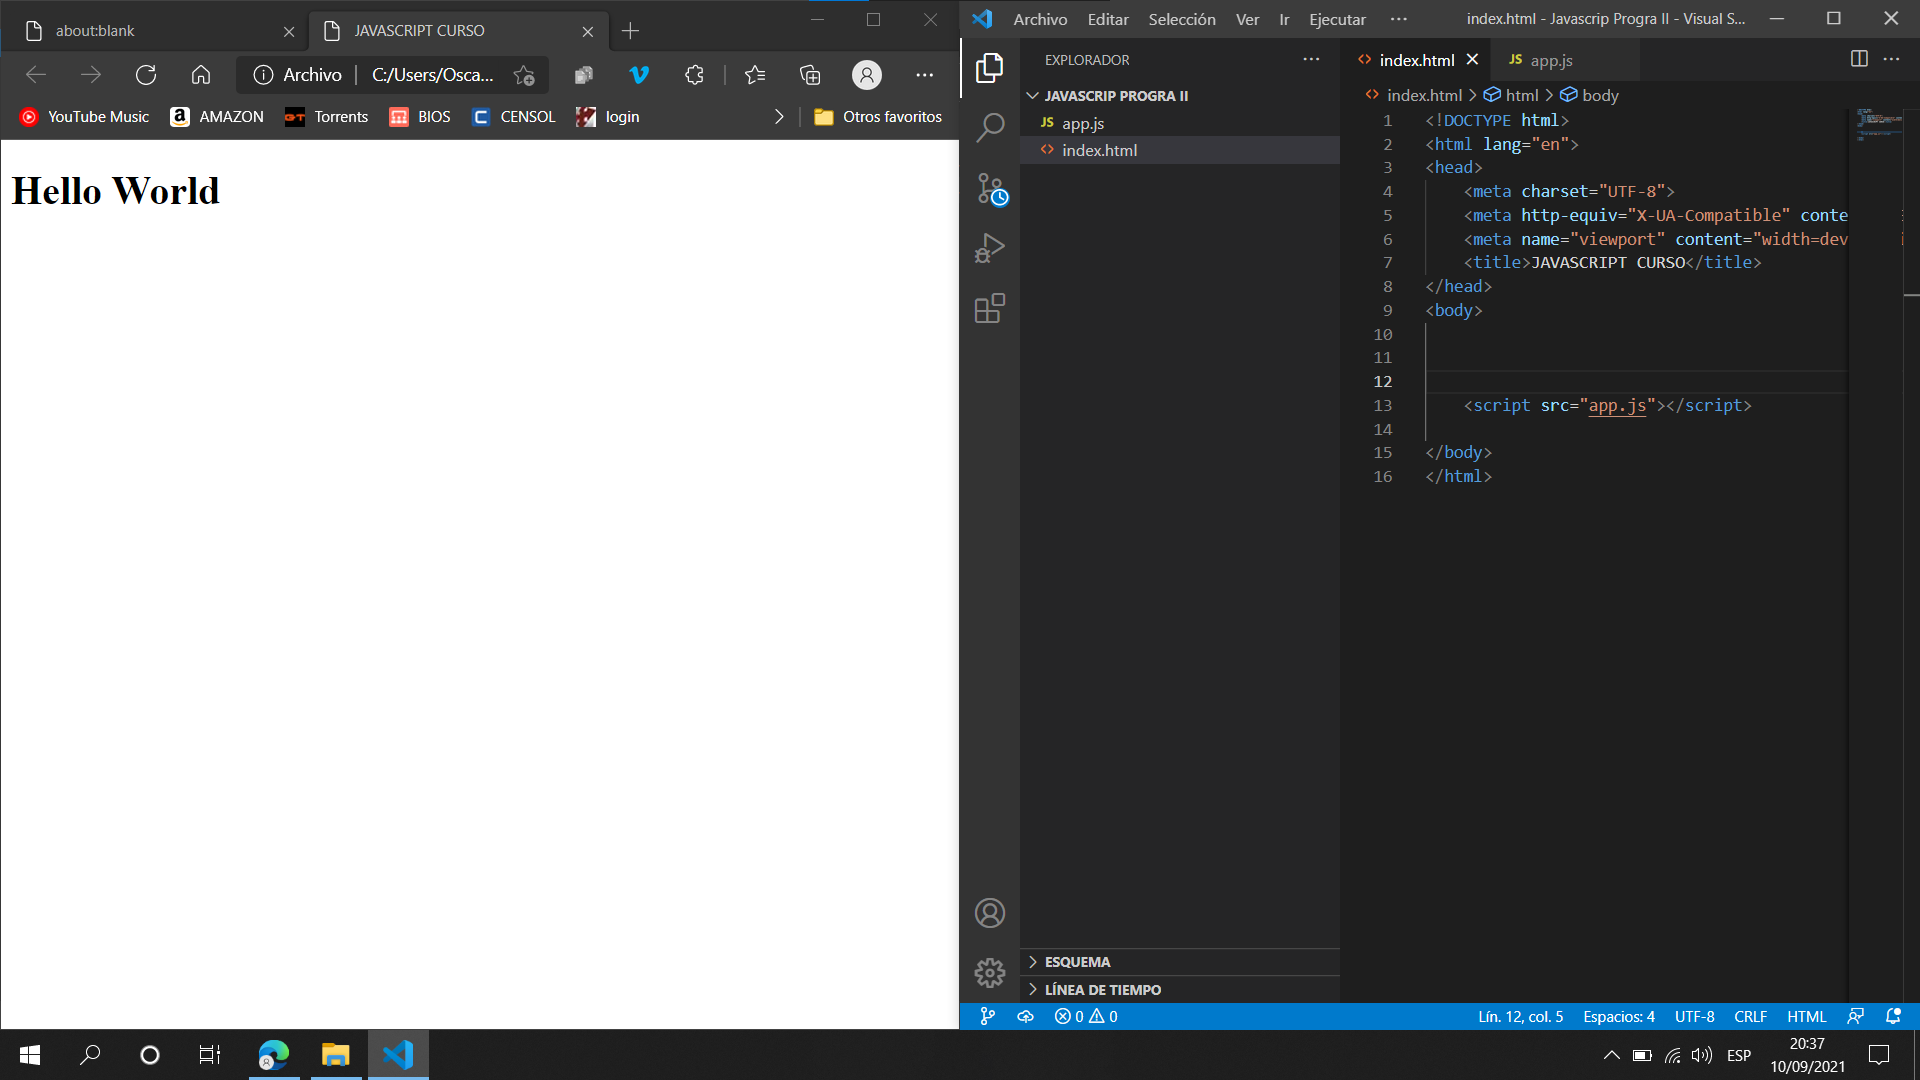 about:blank
JAVASCRIPT CURSO
Archivo
C:/Users/Osca...
YouTube Music
AMAZON
Torrents
BIOS
CENSOL
login
Otros favoritos
Hello World
Archivo Editar Selección Ver Ir Ejecutar ···
index.html - Javascrip Progra II - Visual S...
EXPLORADOR
JAVASCRIP PROGRA II
JS app.js
<> index.html
ESQUEMA
LÍNEA DE TIEMPO
<> index.html
JS app.js
<> index.html > html > body
1 <!DOCTYPE html>
2 <html lang="en">
3 <head>
4 <meta charset="UTF-8">
5 <meta http-equiv="X-UA-Compatible" conte
6 <meta name="viewport" content="width=dev
7 <title>JAVASCRIPT CURSO</title>
8 </head>
9 <body>
10
11
12
13 <script src="app.js"></script>
14
15 </body>
16 </html>
0 0
Lín. 12, col. 5
Espacios: 4
UTF-8
CRLF
HTML
ESP
20:37
10/09/2021